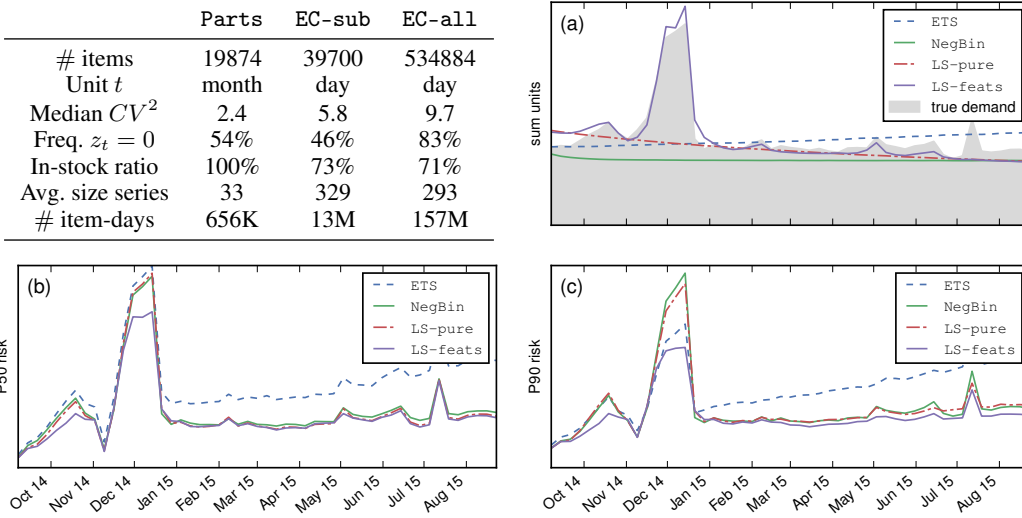 Parts EC-sub EC-all
# items 19874 39700 534884
Unit t month day day
Median CV² 2.4 5.8 9.7
Freq. z_t = 0 54% 46% 83%
In-stock ratio 100% 73% 71%
Avg. size series 33 329 293
# item-days 656K 13M 157M
(a)
sum units
ETS
NegBin
LS-pure
LS-feats
true demand
(b)
P50 risk
ETS
NegBin
LS-pure
LS-feats
Oct 14 Nov 14 Dec 14 Jan 15 Feb 15 Mar 15 Apr 15 May 15 Jun 15 Jul 15 Aug 15
(c)
P90 risk
ETS
NegBin
LS-pure
LS-feats
Oct 14 Nov 14 Dec 14 Jan 15 Feb 15 Mar 15 Apr 15 May 15 Jun 15 Jul 15 Aug 15